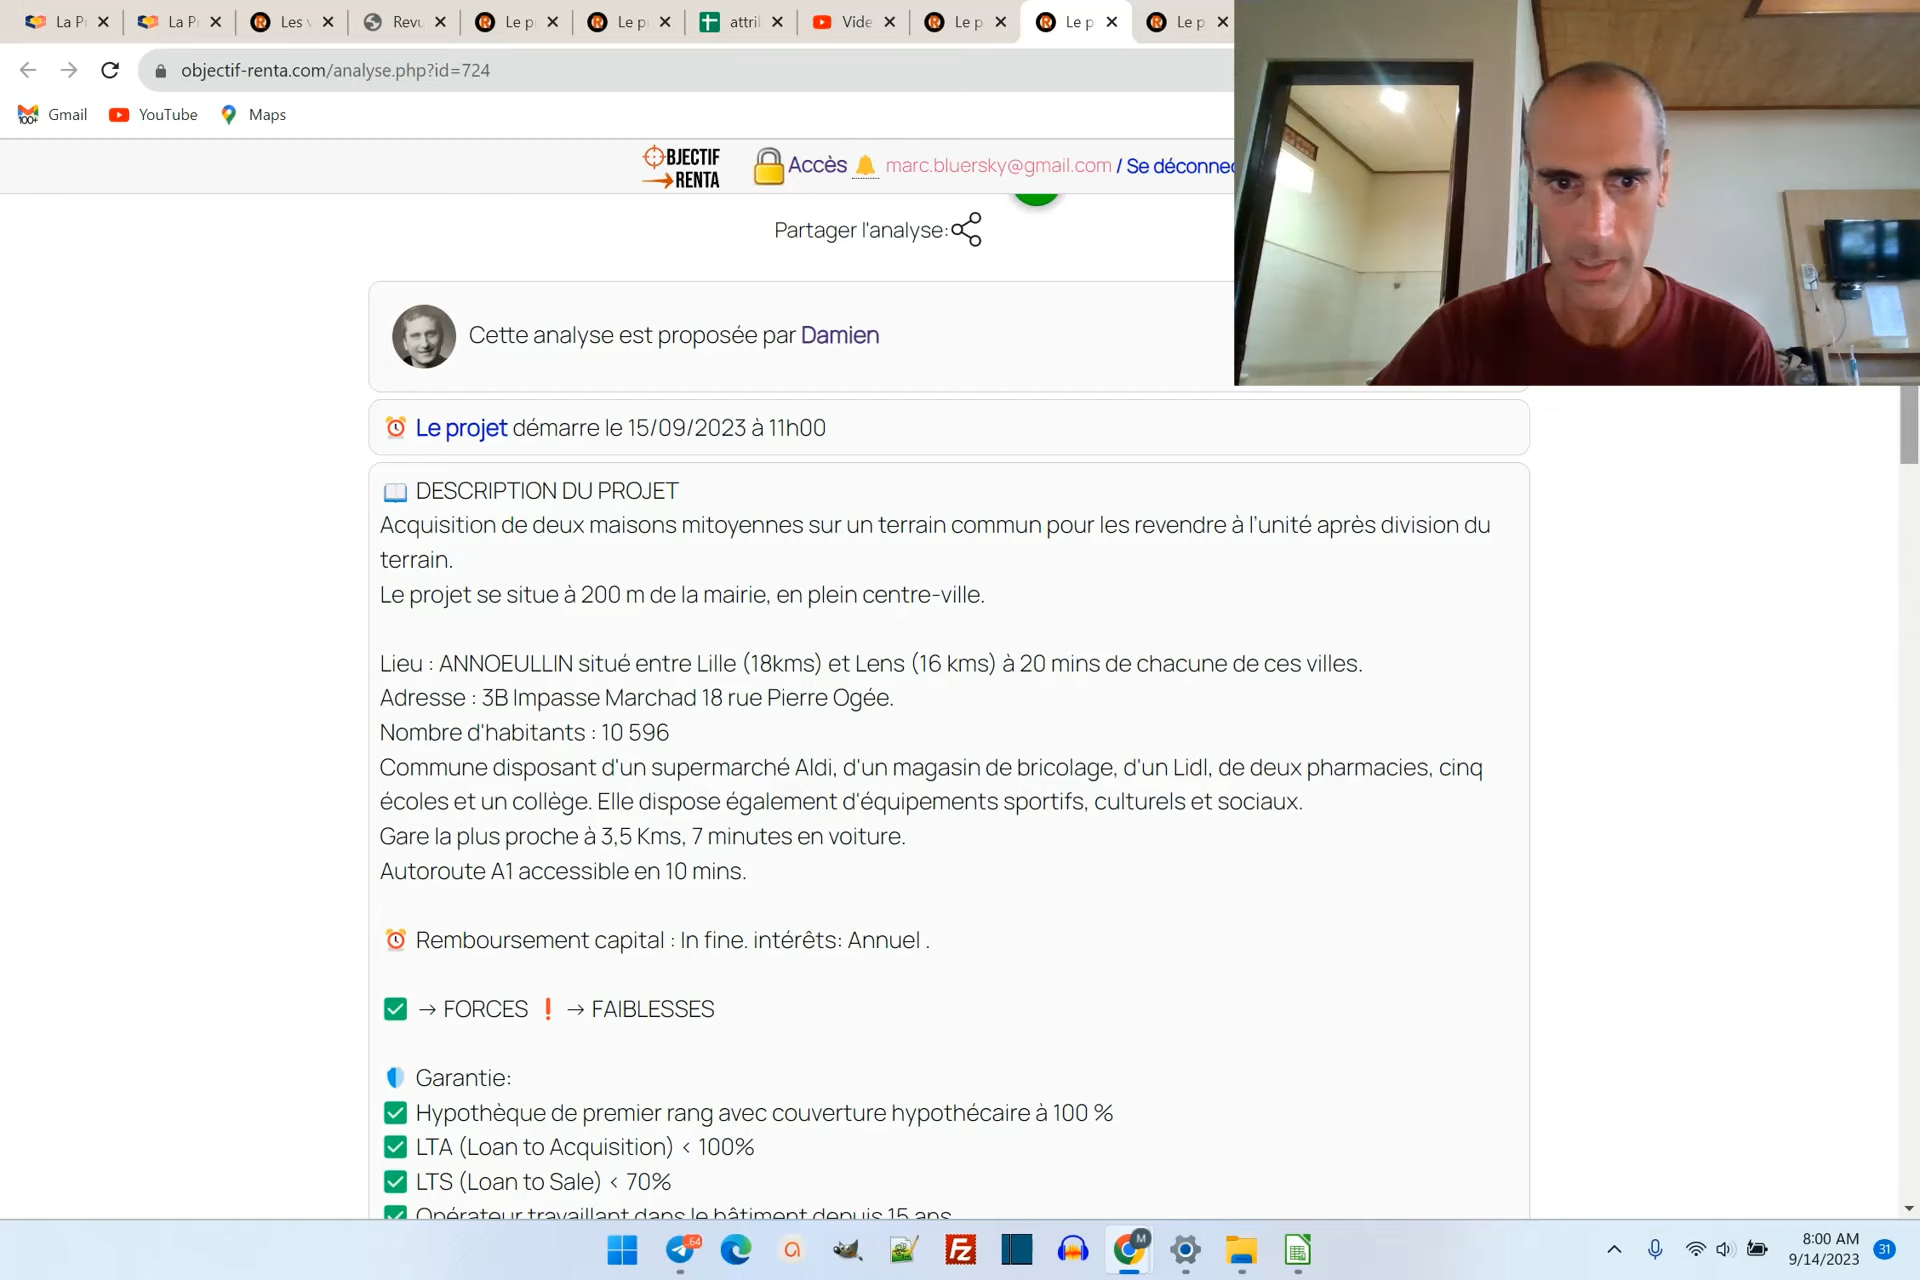 La P
La P
Les
Revu
Le p
Le p
attri
Vide
Le p
Le p
Le p
objectif-renta.com/analyse.php?id=724
Gmail
YouTube
Maps
OBJECTIF
RENTA
Accès
marc.bluersky@gmail.com / Se déconnec
Partager l'analyse:
Cette analyse est proposée par Damien
Le projet démarre le 15/09/2023 à 11h00
DESCRIPTION DU PROJET
Acquisition de deux maisons mitoyennes sur un terrain commun pour les revendre à l'unité après division du
terrain.
Le projet se situe à 200 m de la mairie, en plein centre-ville.
Lieu : ANNOEULLIN situé entre Lille (18kms) et Lens (16 kms) à 20 mins de chacune de ces villes.
Adresse : 3B Impasse Marchad 18 rue Pierre Ogée.
Nombre d'habitants : 10 596
Commune disposant d'un supermarché Aldi, d'un magasin de bricolage, d'un Lidl, de deux pharmacies, cinq
écoles et un collège. Elle dispose également d'équipements sportifs, culturels et sociaux.
Gare la plus proche à 3,5 Kms, 7 minutes en voiture.
Autoroute A1 accessible en 10 mins.
Remboursement capital : In fine. intérêts: Annuel .
→ FORCES ❗ → FAIBLESSES
Garantie:
Hypothèque de premier rang avec couverture hypothécaire à 100 %
LTA (Loan to Acquisition) < 100%
LTS (Loan to Sale) < 70%
Opérateur travaillant dans le bâtiment depuis 15 ans
64
M
8:00 AM
9/14/2023
31